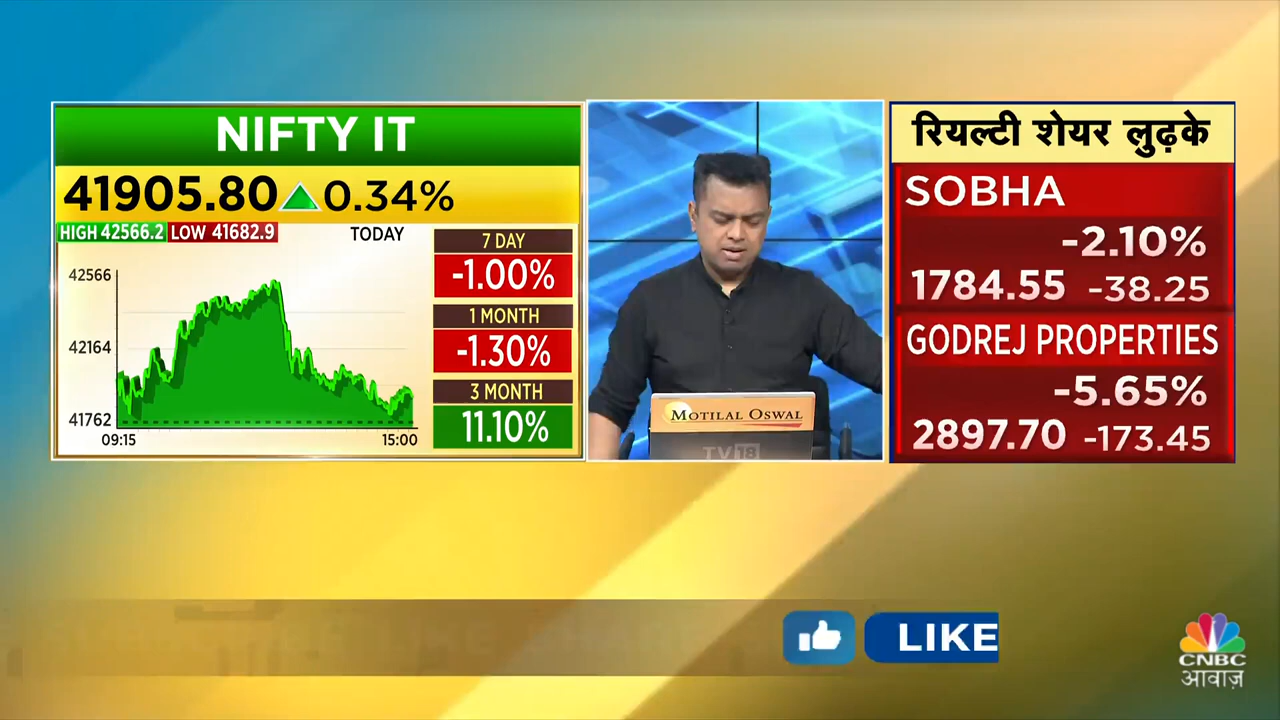 NIFTY IT
41905.80 ▲ 0.34%
HIGH 42566.2 LOW 41682.9
TODAY
42566
42164
41762
09:15
15:00
7 DAY
-1.00%
1 MONTH
-1.30%
3 MONTH
11.10%
MOTILAL OSWAL
TV18
रियल्टी शेयर लुढ़के
SOBHA
-2.10%
1784.55 -38.25
GODREJ PROPERTIES
-5.65%
2897.70 -173.45
LIKE
CNBC
आवाज़